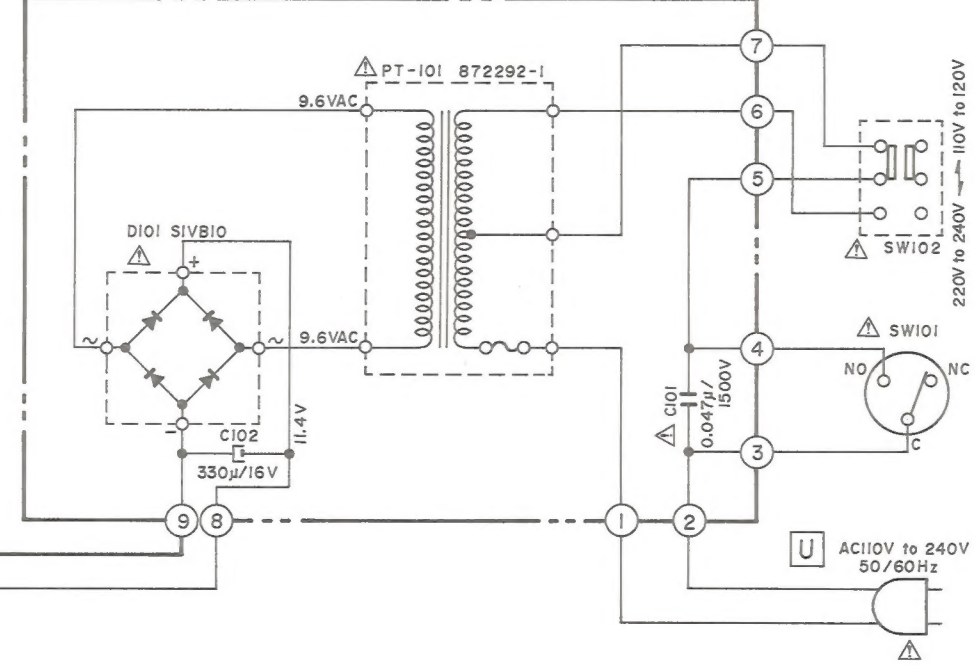 7
⚠ PT-101 872292-1
9.6VAC
6
220V to 240V ↔ 110V to 120V
5
D101 S1VB10
⚠
+
⚠ SW102
~
~
9.6VAC
4
⚠ SW101
NO
NC
⚠ C101
0.047μ/
1500V
11.4V
−
C102
330μ/16V
3
C
9
8
1
2
U
AC110V to 240V
50/60Hz
⚠